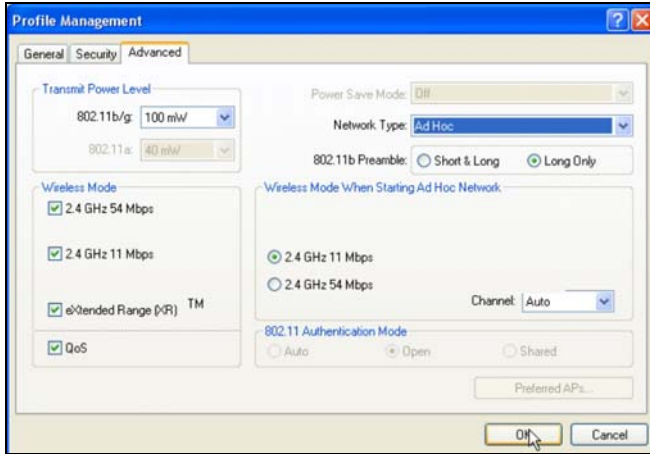 Profile Management
General Security Advanced
Transmit Power Level
802.11b/g: 100 mW
802.11a: 40 mW
Power Save Mode: Off
Network Type: Ad Hoc
802.11b Preamble: Short & Long Long Only
Wireless Mode
2.4 GHz 54 Mbps
2.4 GHz 11 Mbps
eXtended Range (XR) TM
QoS
Wireless Mode When Starting Ad Hoc Network
2.4 GHz 11 Mbps
2.4 GHz 54 Mbps
Channel: Auto
802.11 Authentication Mode
Auto Open Shared
Preferred APs...
OK Cancel